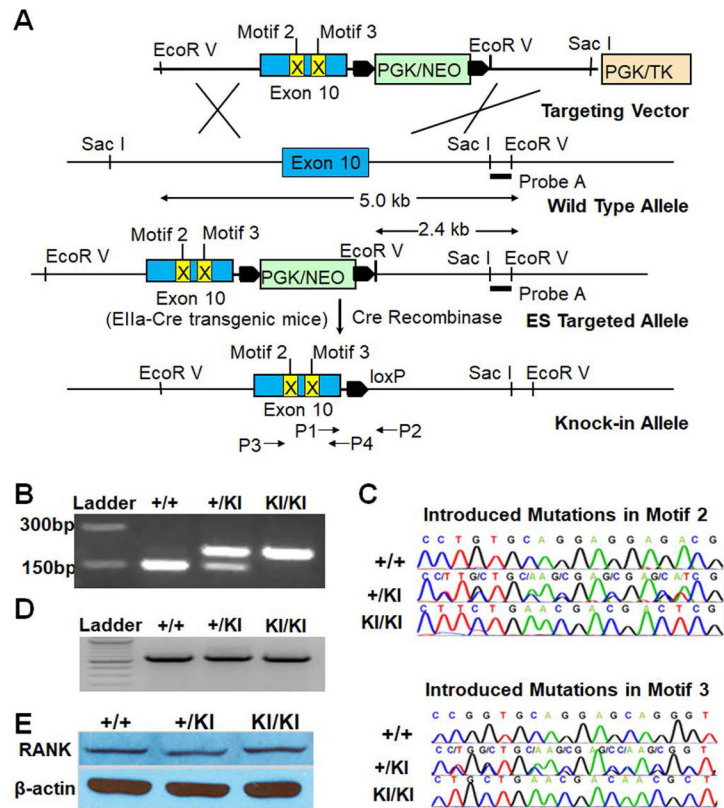 A
Motif 2 Motif 3
EcoR V
EcoR V
Sac I
X X
PGK/NEO
PGK/TK
Exon 10
Targeting Vector
Sac I
Exon 10
Sac I
EcoR V
Probe A
5.0 kb
Wild Type Allele
2.4 kb
EcoR V
Motif 2
Motif 3
EcoR V
Sac I
EcoR V
X X
PGK/NEO
Exon 10
Probe A
(EIIa-Cre transgenic mice)
Cre Recombinase
ES Targeted Allele
Motif 2 Motif 3
EcoR V
loxP
Sac I
EcoR V
X X
Exon 10
Knock-in Allele
P1
P2
P3
P4
B
Ladder +/+ +/KI KI/KI
300bp
150bp
D
Ladder +/+ +/KI KI/KI
E
+/+ +/KI KI/KI
RANK
β-actin
C
Introduced Mutations in Motif 2
C C T G T G C A G G A G G A G A C G
+/+
C C/T T G/C T G C/A A G/C G A G/C G A G/C A/T C G
+/KI
C T T C T G A A C G A C G A C T C G
KI/KI
Introduced Mutations in Motif 3
C C G G T G C A G G A G C A G G G T
+/+
C C/T G G/C T G C/A A G/C G A G/C C/A A G/C G G T
+/KI
C T G C T G A A C G A C A A C G G T
KI/KI